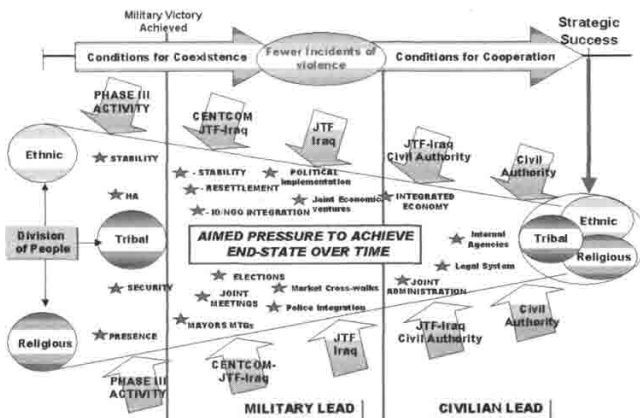 Military Victory
Achieved
Strategic
Success
Conditions for Coexistence
Fewer Incidents of
violence
Conditions for Cooperation
PHASE III
ACTIVITY
CENTCOM
JTF-Iraq
JTF
Iraq
JTF-Iraq
Civil Authority
Civil
Authority
Ethnic
STABILITY
- STABILITY
- RESETTLEMENT
- IO/NGO INTEGRATION
POLITICAL
Implementation
Joint Economic
ventures
INTEGRATED
ECONOMY
HA
Division
of People
Tribal
AIMED PRESSURE TO ACHIEVE
END-STATE OVER TIME
Internal
Agencies
Legal System
Ethnic
Tribal
Religious
SECURITY
ELECTIONS
JOINT
MEETINGS
Market Cross-walks
Police Integration
JOINT
ADMINISTRATION
MAYORS MTGs
Religious
PRESENCE
PHASE III
ACTIVITY
CENTCOM-
JTF-Iraq
JTF
Iraq
JTF-Iraq
Civil Authority
Civil
Authority
MILITARY LEAD
CIVILIAN LEAD